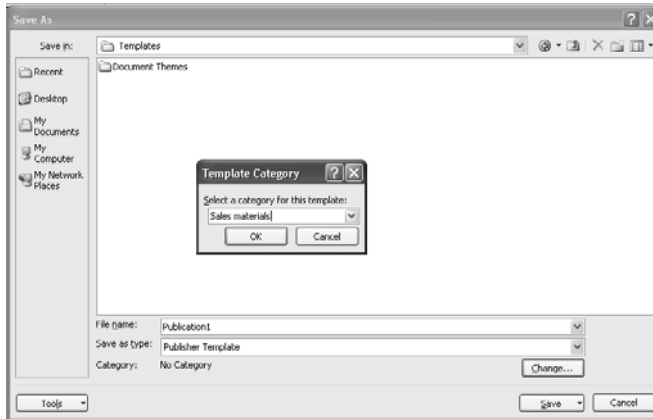 Save As
Save in:
Templates
Recent
Desktop
My Documents
My Computer
My Network Places
Document Themes
Template Category
Select a category for this template:
Sales materials
OK
Cancel
File name:
Publication1
Save as type:
Publisher Template
Category:
No Category
Change...
Tools
Save
Cancel